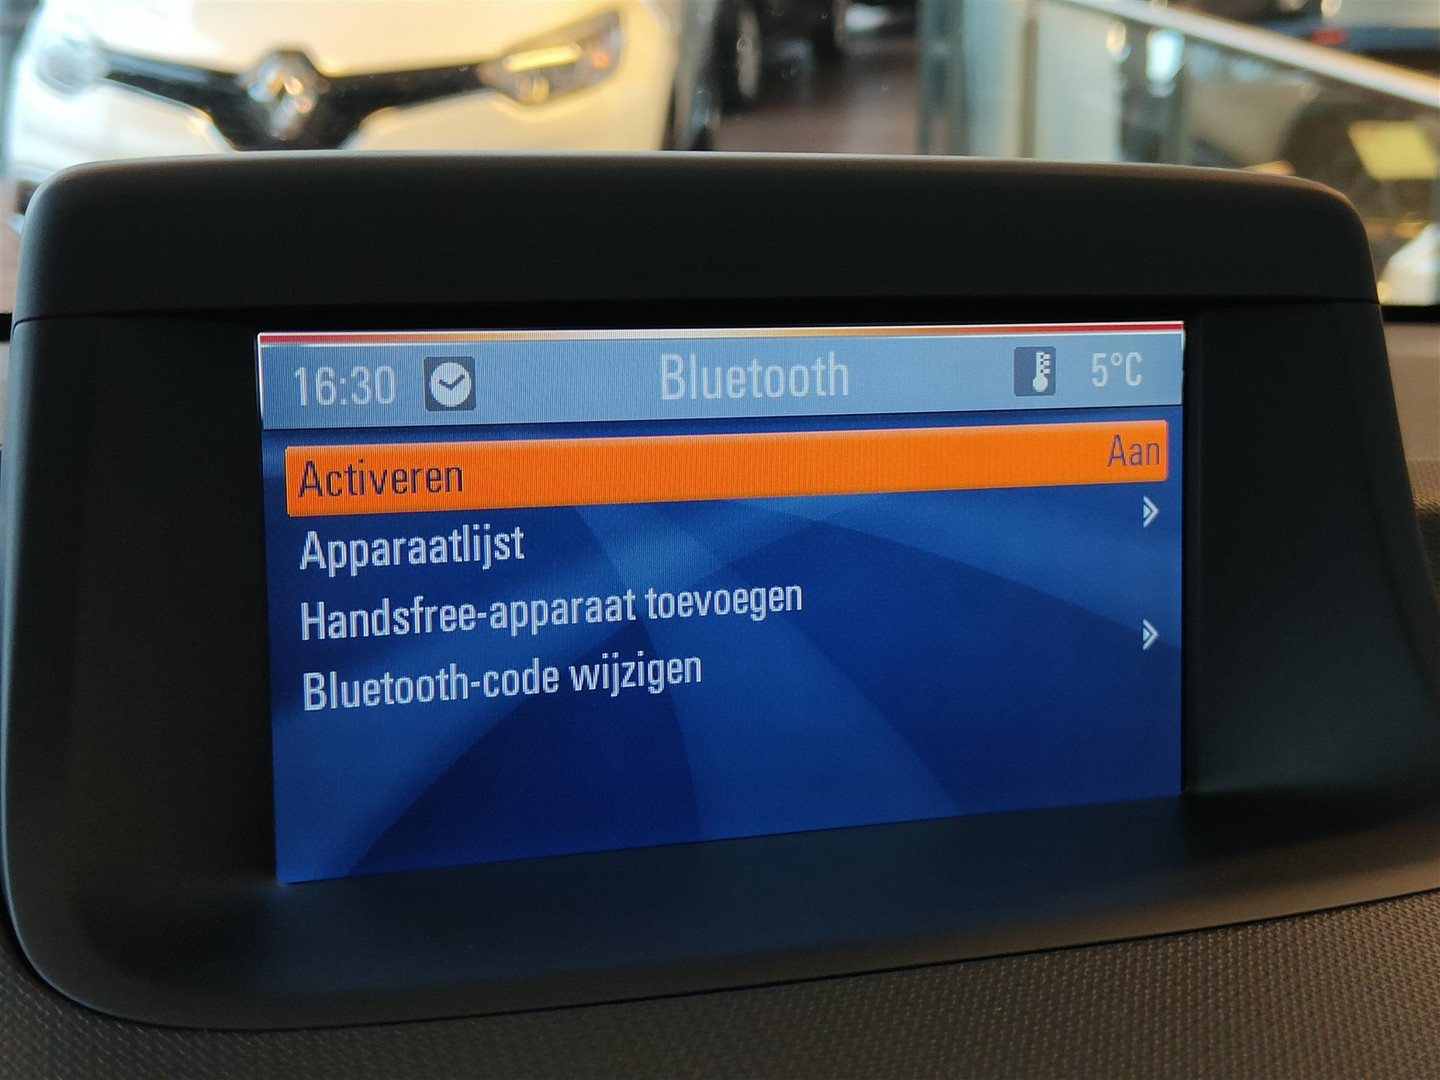 16:30 Bluetooth 5°C
Activeren Aan
Apparaatlijst
Handsfree-apparaat toevoegen
Bluetooth-code wijzigen